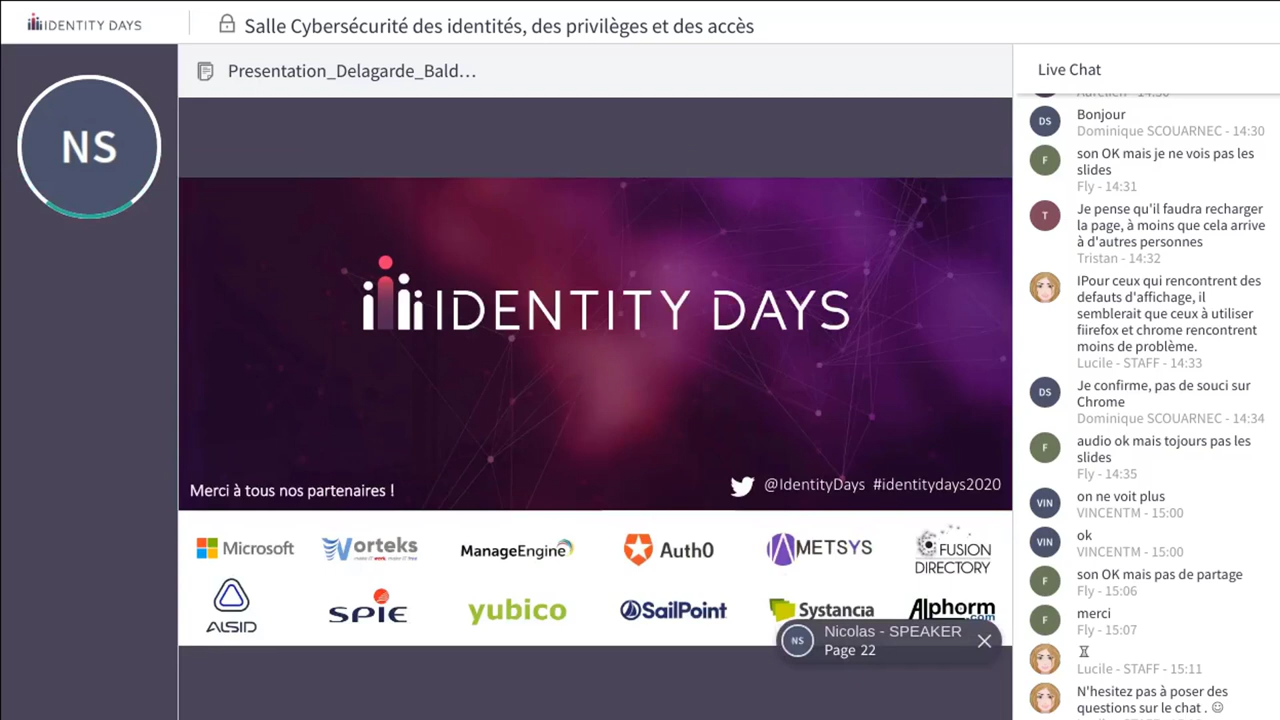 IDENTITY DAYS
Salle Cybersécurité des identités, des privilèges et des accès
NS
Presentation_Delagarde_Bald…
IDENTITY DAYS
Merci à tous nos partenaires !
@IdentityDays #identitydays2020
Microsoft
Worteks
ManageEngine
Auth0
METSYS
FUSION
DIRECTORY
ALSID
SPIE
yubico
SailPoint
Systancia
Alphorm
.com
NS
Nicolas - SPEAKER
Page 22
Live Chat
DS
Bonjour
Dominique SCOUARNEC - 14:30
F
son OK mais je ne vois pas les
slides
Fly - 14:31
T
Je pense qu'il faudra recharger
la page, à moins que cela arrive
à d'autres personnes
Tristan - 14:32
IPour ceux qui rencontrent des
defauts d'affichage, il
semblerait que ceux à utiliser
fiirefox et chrome rencontrent
moins de problème.
Lucile - STAFF - 14:33
DS
Je confirme, pas de souci sur
Chrome
Dominique SCOUARNEC - 14:34
F
audio ok mais tojours pas les
slides
Fly - 14:35
VIN
on ne voit plus
VINCENTM - 15:00
VIN
ok
VINCENTM - 15:00
F
son OK mais pas de partage
Fly - 15:06
F
merci
Fly - 15:07
Lucile - STAFF - 15:11
N'hesitez pas à poser des
questions sur le chat . ☺